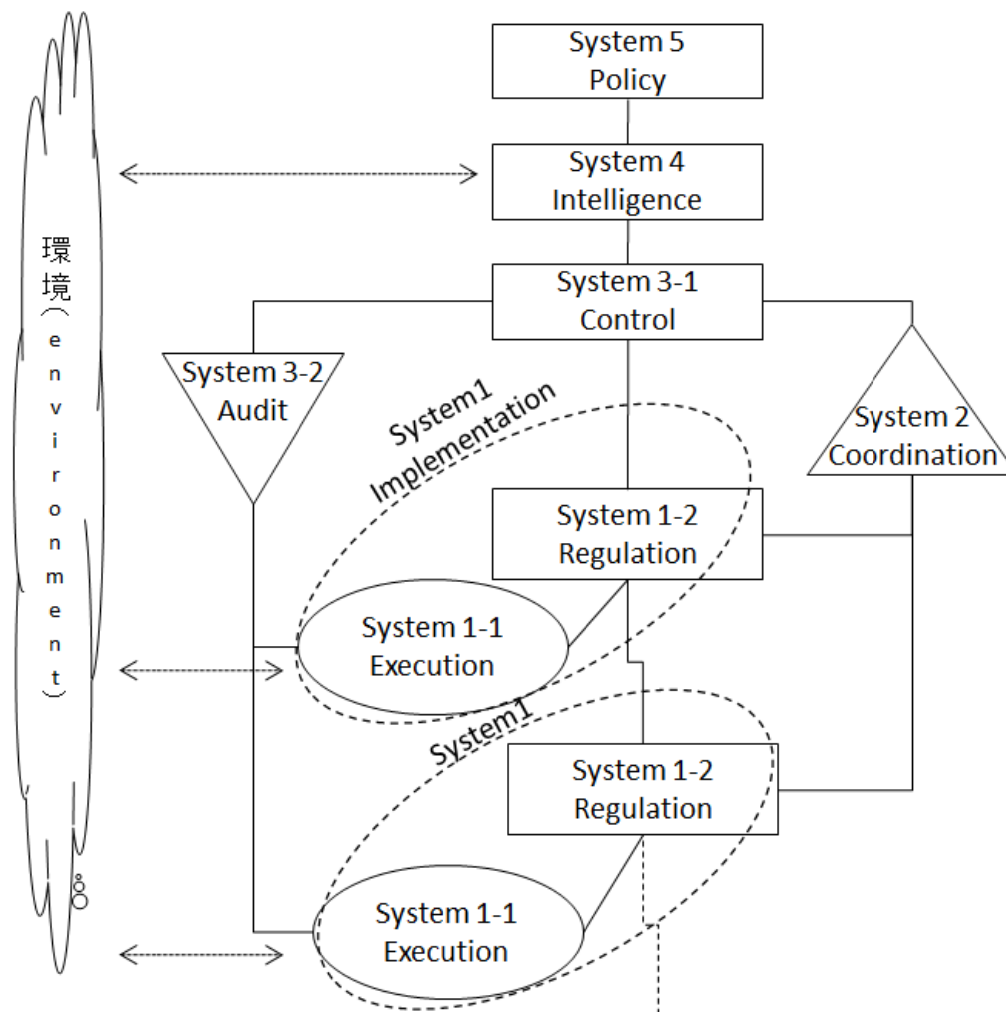 System 5
Policy
System 4
Intelligence
環境(environment)
System 3-1
Control
System 3-2
Audit
System1
Implementation
System 2
Coordination
System 1-2
Regulation
System 1-1
Execution
System1
System 1-2
Regulation
System 1-1
Execution